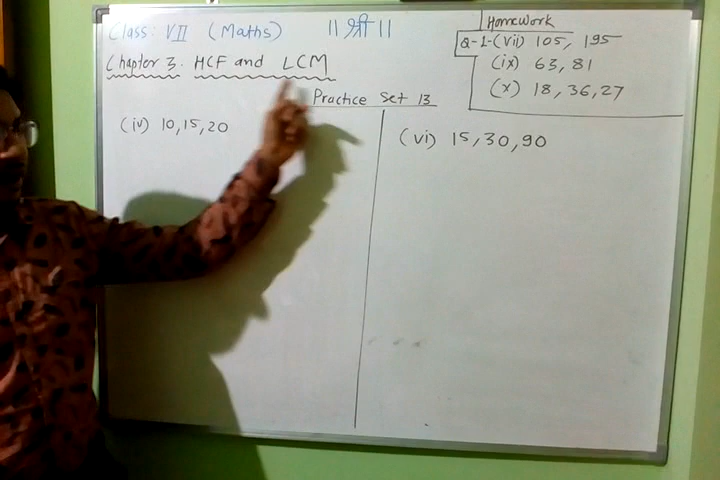 Class: VII (Maths) ॥ श्री ॥
Chapter 3. HCF and LCM
Practice Set 13
(iv) 10, 15, 20
(vi) 15, 30, 90
Homework
Q-1-(vii) 105, 195
(ix) 63, 81
(x) 18, 36, 27